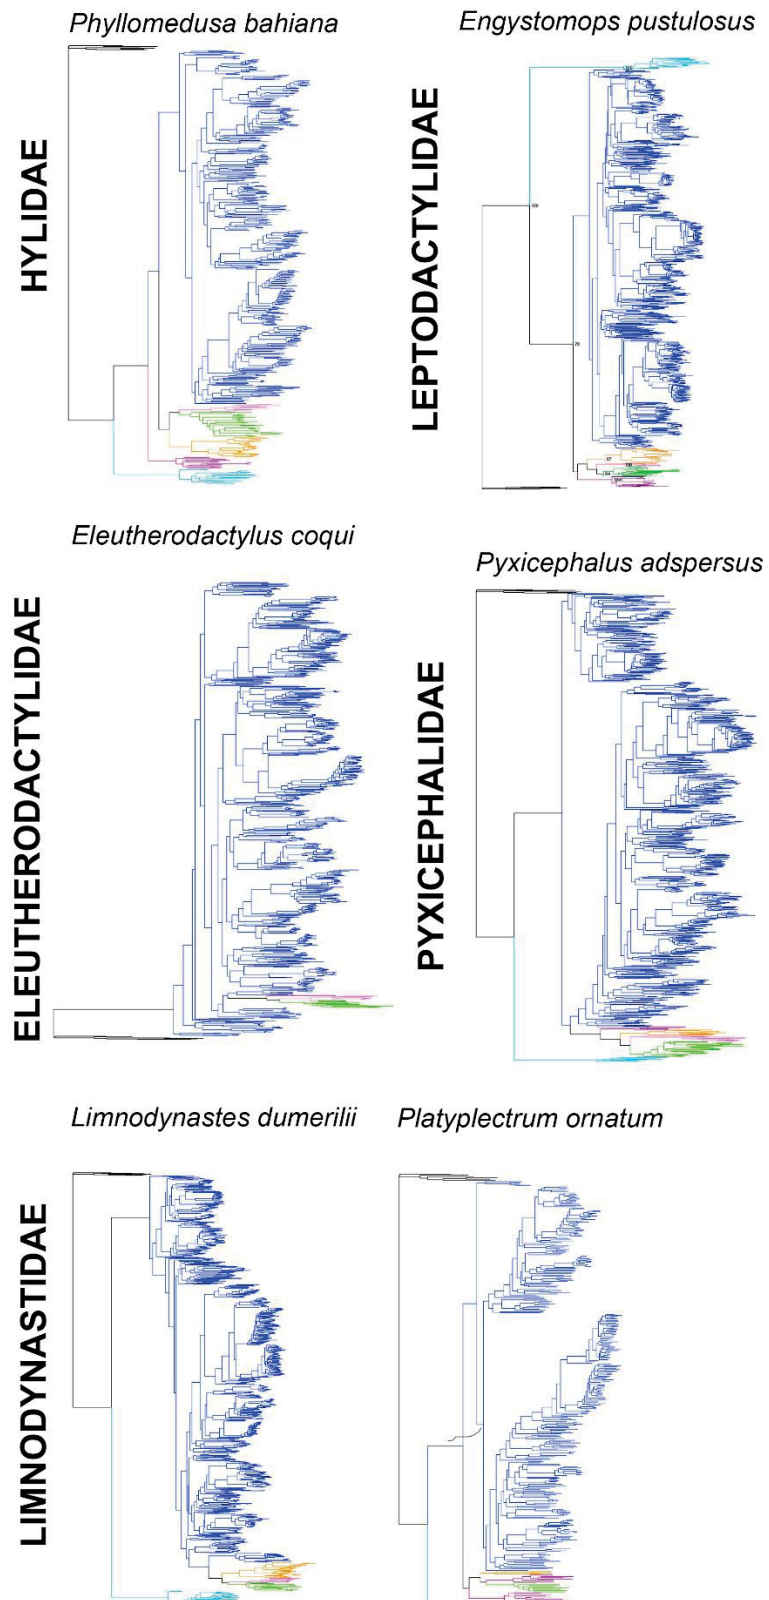 Phyllomedusa bahiana
Engystomops pustulosus
HYLIDAE
LEPTODACTYLIDAE
Eleutherodactylus coqui
Pyxicephalus adspersus
ELEUTHERODACTYLIDAE
PYXICEPHALIDAE
Limnodynastes dumerilii
Platyplectrum ornatum
LIMNODYNASTIDAE